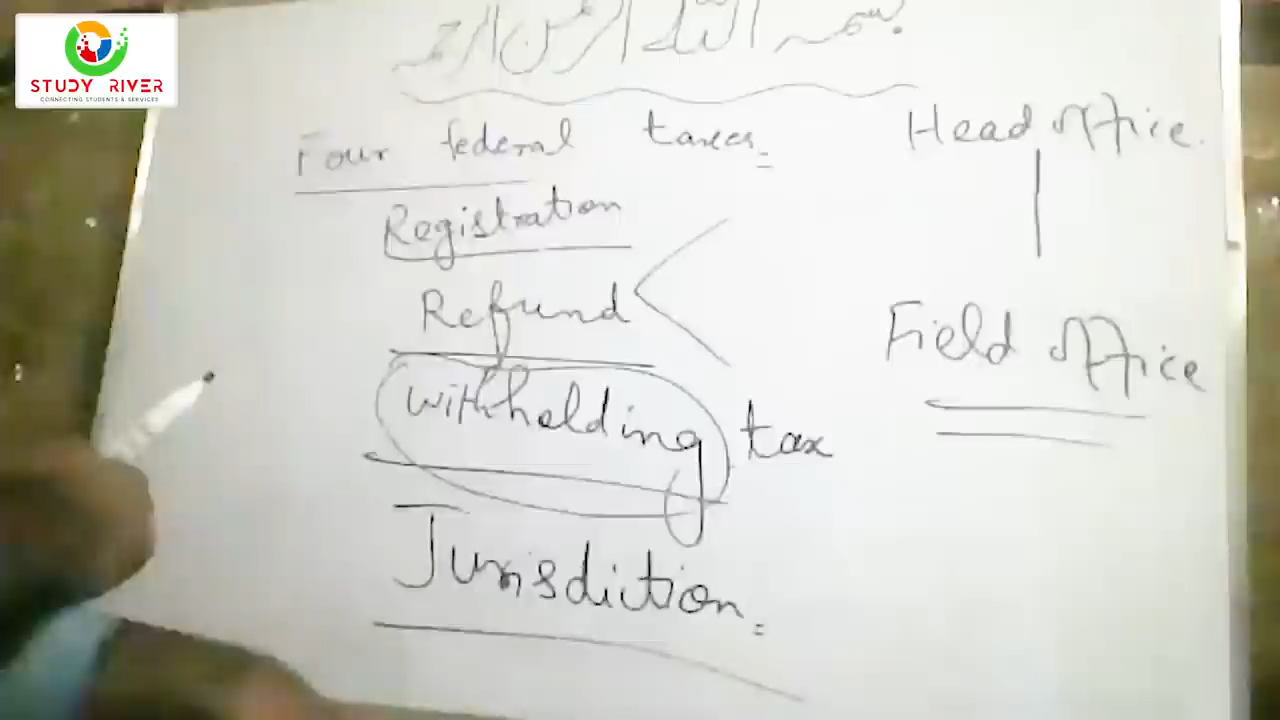 STUDY RIVER
CONNECTING STUDENTS & SERVICES
بسم اللہ الرحمن الرحیم
Four federal taxes
Registration
Refund
withholding tax
Jurisdiction
Head office.
Field office